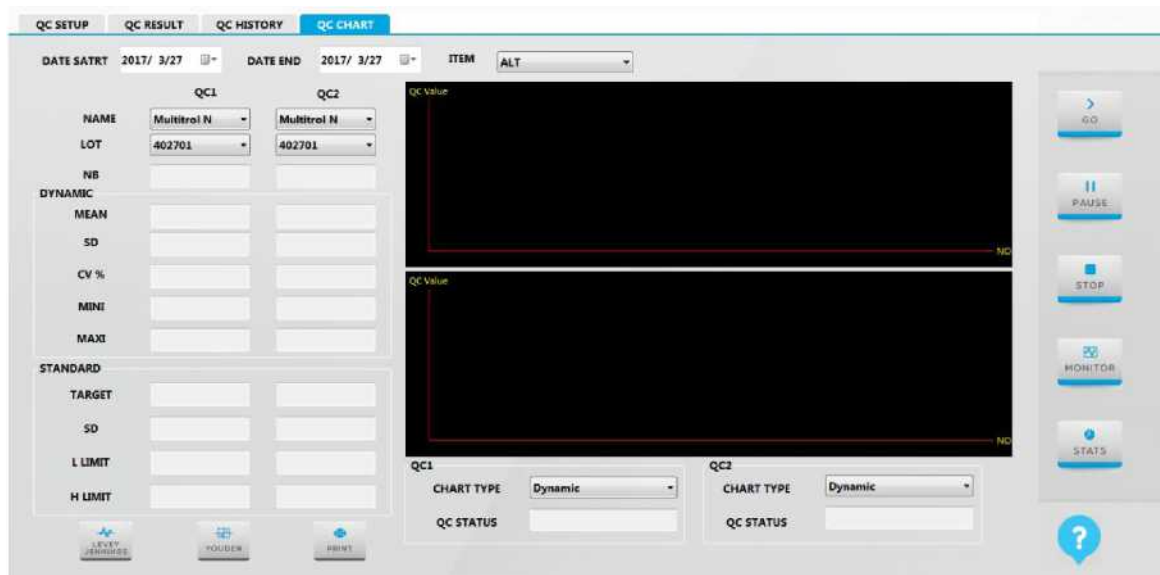 QC SETUP QC RESULT QC HISTORY QC CHART
DATE SATRT 2017/ 3/27 DATE END 2017/ 3/27 ITEM ALT
QC1 QC2
NAME Multitrol N Multitrol N
LOT 402701 402701
NB
DYNAMIC
MEAN
SD
CV %
MINI
MAXI
STANDARD
TARGET
SD
L LIMIT
H LIMIT
LEVEY JENNINGS
YOUDEN
PRINT
QC Value
NO
QC Value
NO
QC1
CHART TYPE Dynamic
QC STATUS
QC2
CHART TYPE Dynamic
QC STATUS
GO
PAUSE
STOP
MONITOR
STATS
?